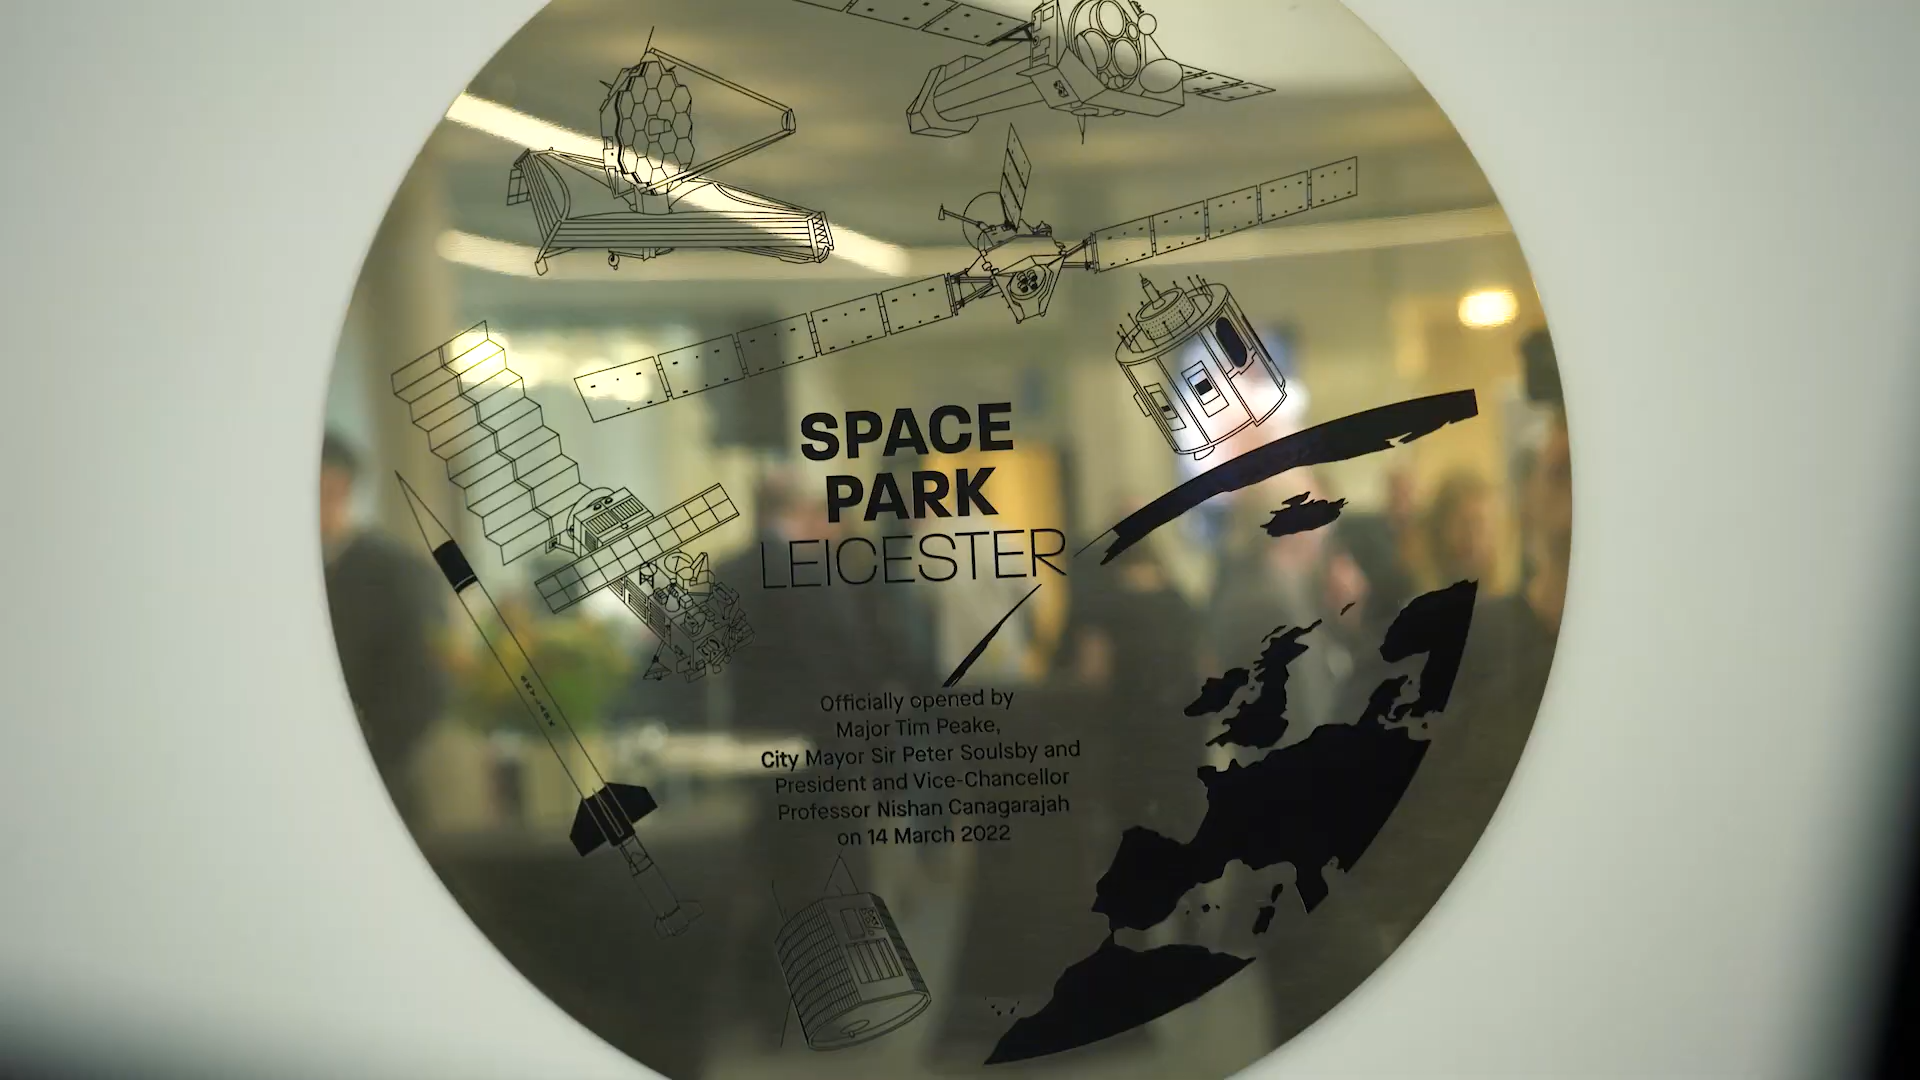 SPACE
PARK
LEICESTER
Officially opened by
Major Tim Peake,
City Mayor Sir Peter Soulsby and
President and Vice-Chancellor
Professor Nishan Canagarajah
on 14 March 2022
SKYLARK